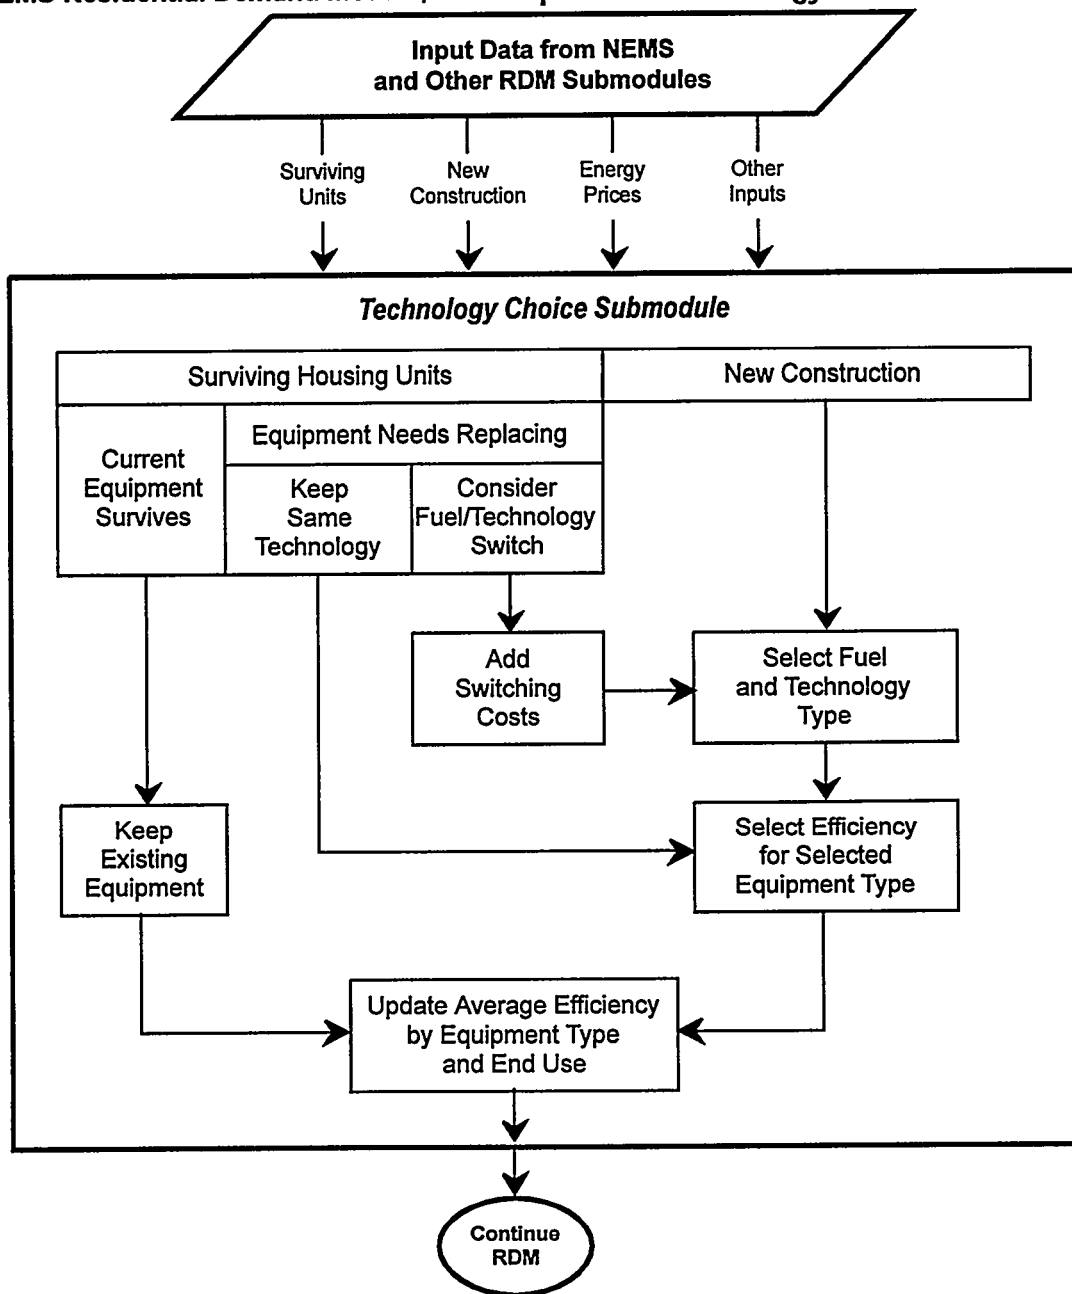 Input Data from NEMS
and Other RDM Submodules
Surviving
Units
New
Construction
Energy
Prices
Other
Inputs
Technology Choice Submodule
Surviving Housing Units
New Construction
Current
Equipment
Survives
Equipment Needs Replacing
Keep
Same
Technology
Consider
Fuel/Technology
Switch
Add
Switching
Costs
Select Fuel
and Technology
Type
Keep
Existing
Equipment
Select Efficiency
for Selected
Equipment Type
Update Average Efficiency
by Equipment Type
and End Use
Continue
RDM